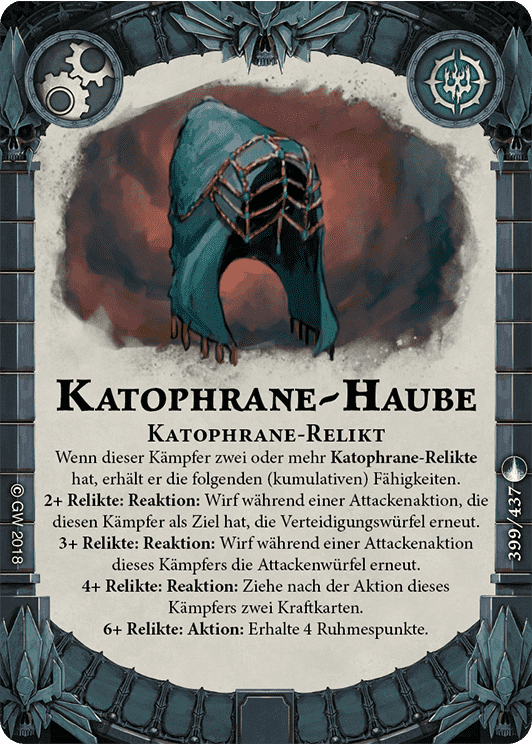 Katophrane-Haube
Katophrane-Relikt
Wenn dieser Kämpfer zwei oder mehr Katophrane-Relikte
hat, erhält er die folgenden (kumulativen) Fähigkeiten.
2+ Relikte: Reaktion: Wirf während einer Attackenaktion, die
diesen Kämpfer als Ziel hat, die Verteidigungswürfel erneut.
3+ Relikte: Reaktion: Wirf während einer Attackenaktion
dieses Kämpfers die Attackenwürfel erneut.
4+ Relikte: Reaktion: Ziehe nach der Aktion dieses
Kämpfers zwei Kraftkarten.
6+ Relikte: Aktion: Erhalte 4 Ruhmespunkte.
© GW 2018
399/437